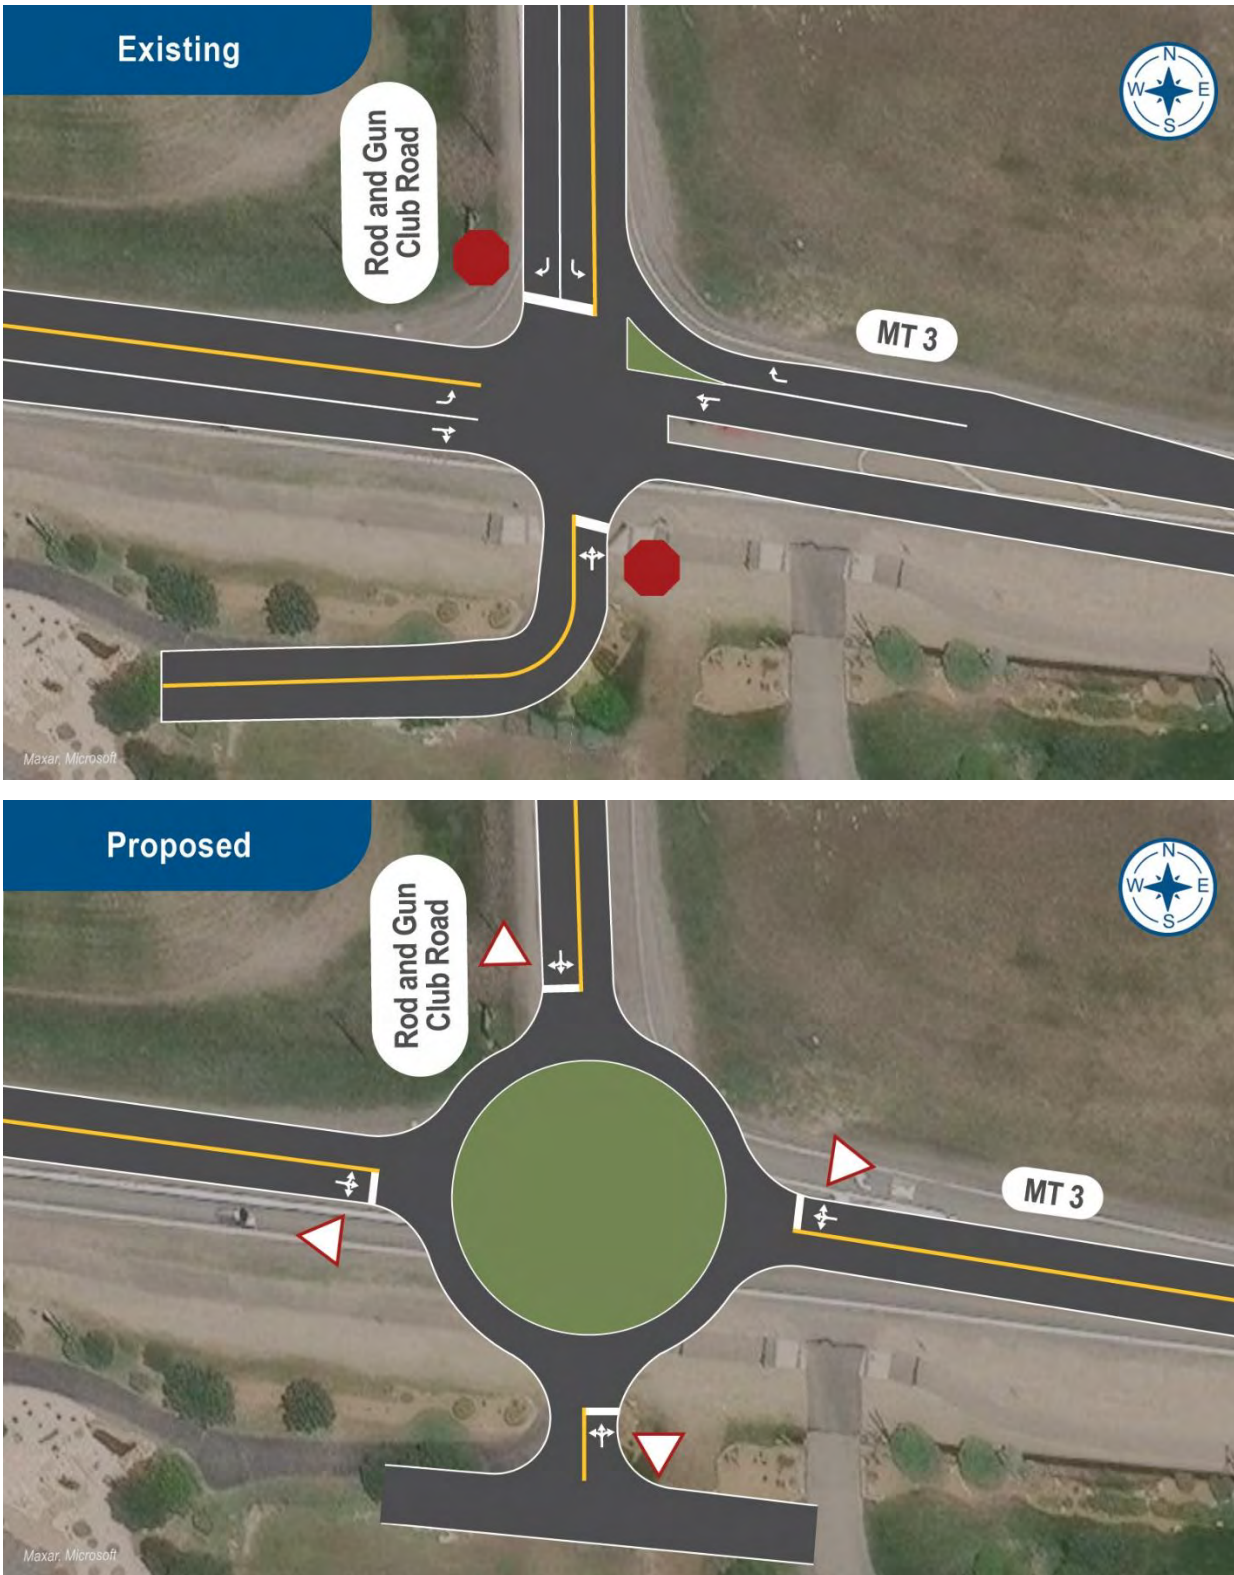 Existing
N
W
E
S
Rod and Gun
Club Road
MT 3
Maxar, Microsoft
Proposed
N
W
E
S
Rod and Gun
Club Road
MT 3
Maxar, Microsoft